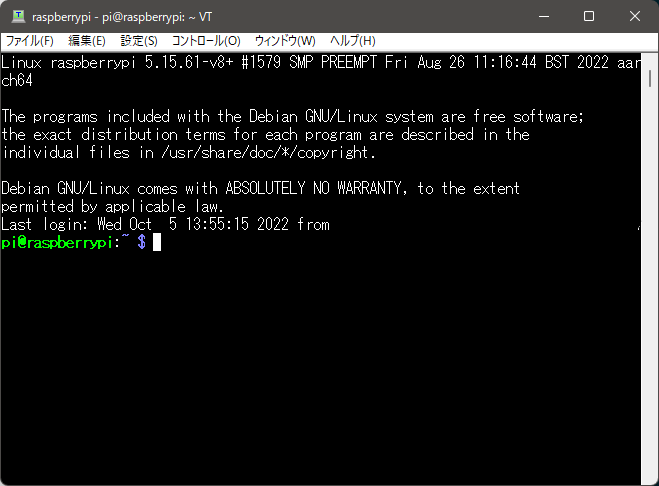 raspberrypi - pi@raspberrypi: ~ VT
ファイル(F) 編集(E) 設定(S) コントロール(O) ウィンドウ(W) ヘルプ(H)
Linux raspberrypi 5.15.61-v8+ #1579 SMP PREEMPT Fri Aug 26 11:16:44 BST 2022 aar
ch64
The programs included with the Debian GNU/Linux system are free software;
the exact distribution terms for each program are described in the
individual files in /usr/share/doc/*/copyright.
Debian GNU/Linux comes with ABSOLUTELY NO WARRANTY, to the extent
permitted by applicable law.
Last login: Wed Oct  5 13:55:15 2022 from
pi@raspberrypi:~ $